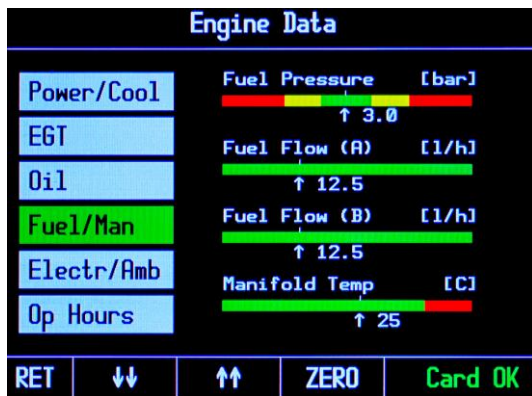 Engine Data
Power/Cool
EGT
Oil
Fuel/Man
Electr/Amb
Op Hours
Fuel Pressure [bar]
↑ 3.0
Fuel Flow (A) [l/h]
↑ 12.5
Fuel Flow (B) [l/h]
↑ 12.5
Manifold Temp [C]
↑ 25
RET ↓↓ ↑↑ ZERO Card OK